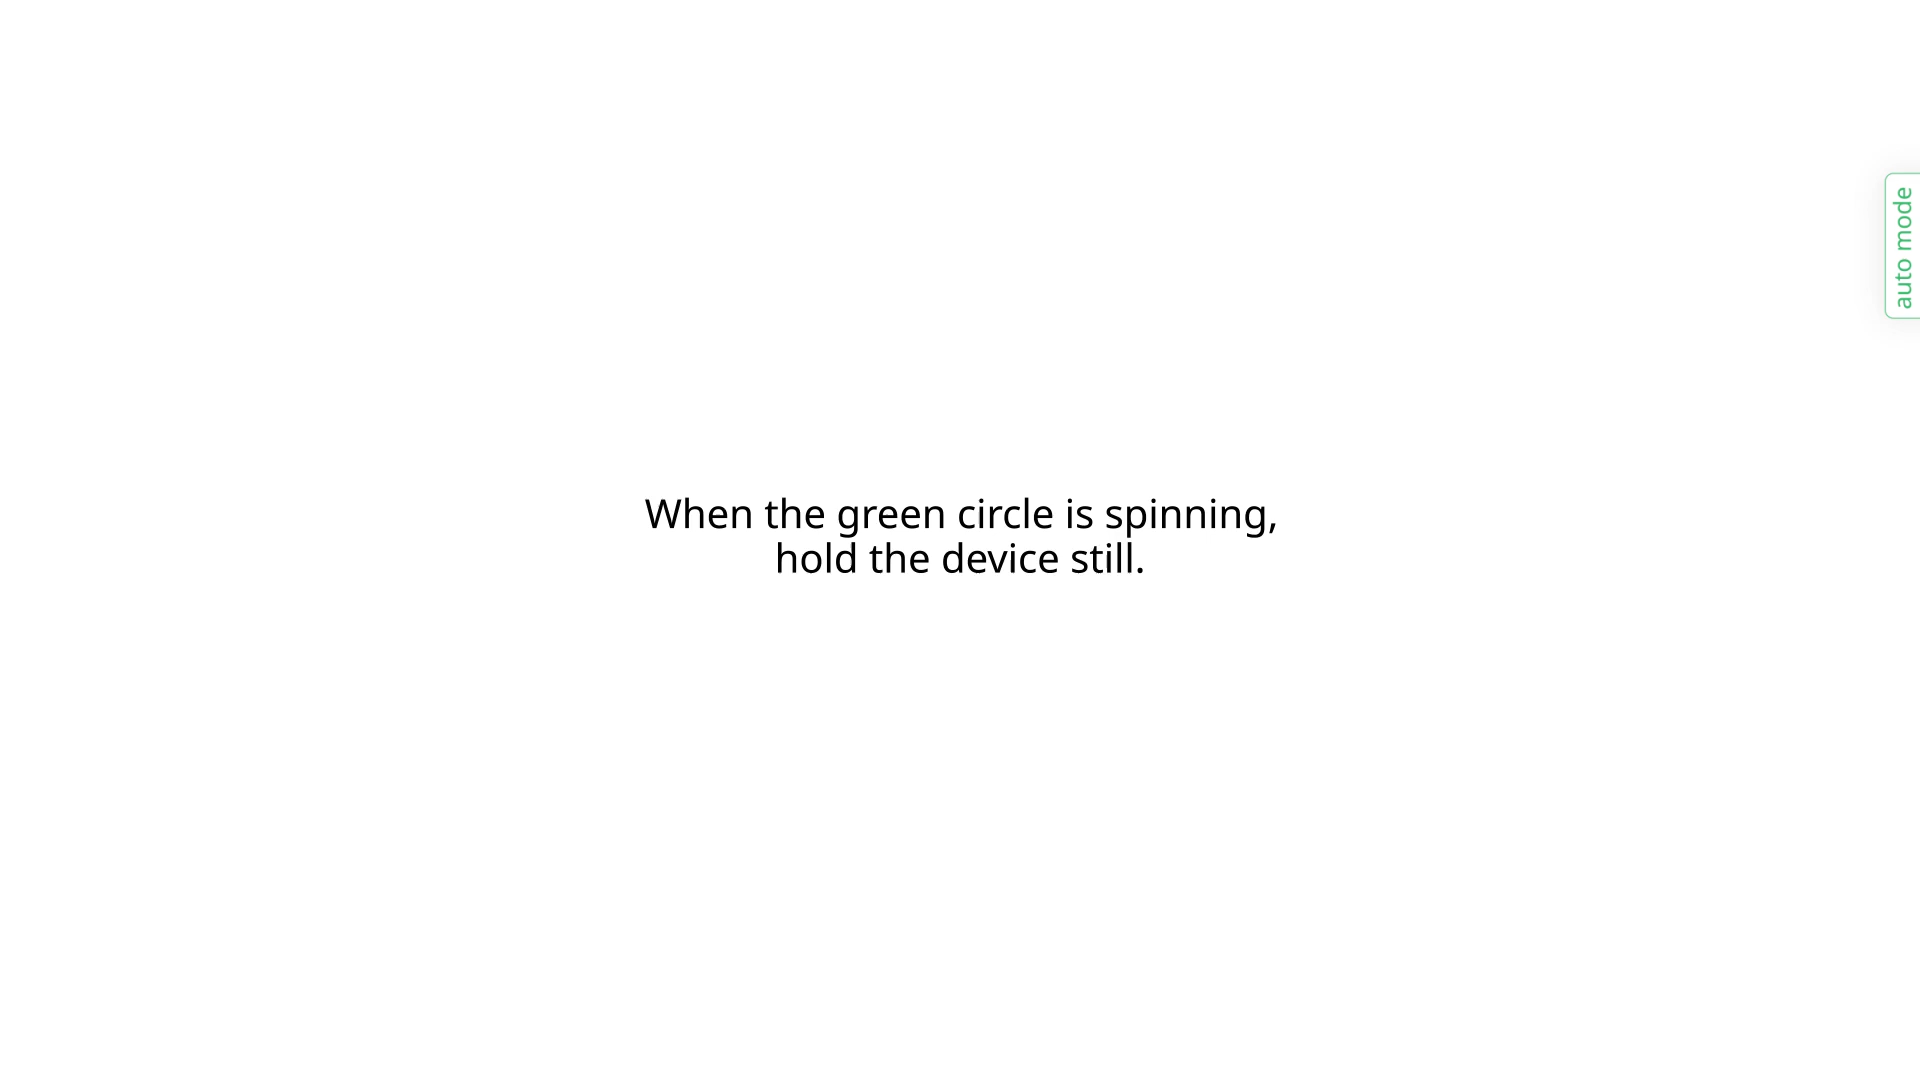 auto mode
When the green circle is spinning,
hold the device still.